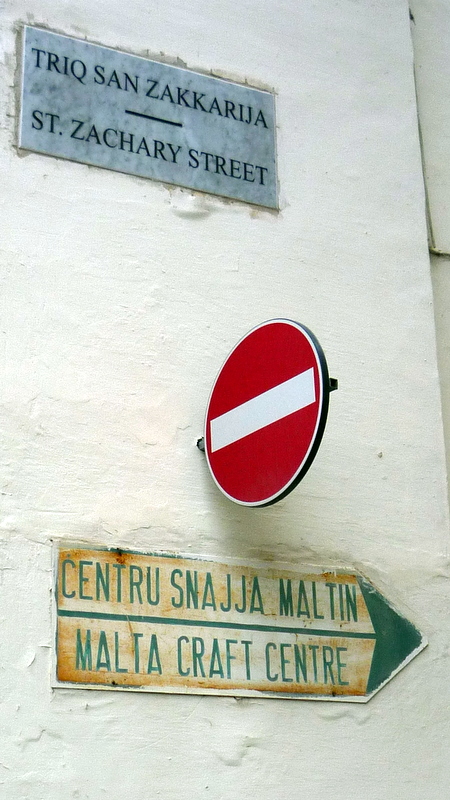 TRIQ SAN ZAKKARIJA
ST. ZACHARY STREET
CENTRU SNAJJA MALTIN
MALTA CRAFT CENTRE